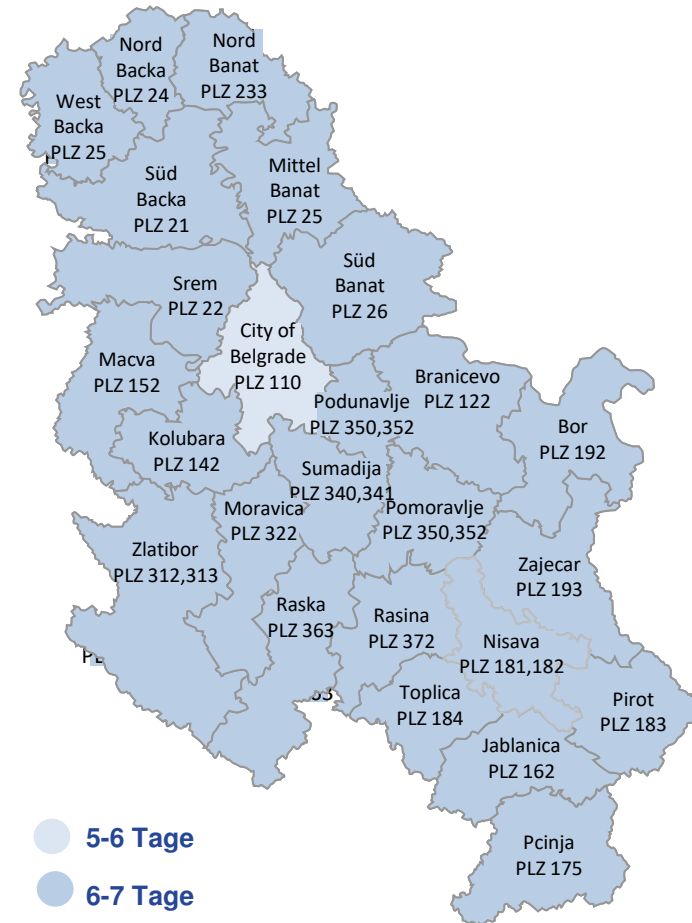 Nord
Backa
PLZ 24
Nord
Banat
PLZ 233
West
Backa
PLZ 25
Süd
Backa
PLZ 21
Mittel
Banat
PLZ 25
Süd
Banat
PLZ 26
Srem
PLZ 22
City of
Belgrade
PLZ 110
Macva
PLZ 152
Branicevo
PLZ 122
Podunavlje
PLZ 350,352
Bor
PLZ 192
Kolubara
PLZ 142
Sumadija
PLZ 340,341
Moravica
PLZ 322
Pomoravlje
PLZ 350,352
Zlatibor
PLZ 312,313
Zajecar
PLZ 193
Raska
PLZ 363
Rasina
PLZ 372
Nisava
PLZ 181,182
Toplica
PLZ 184
Pirot
PLZ 183
Jablanica
PLZ 162
Pcinja
PLZ 175
5-6 Tage
6-7 Tage